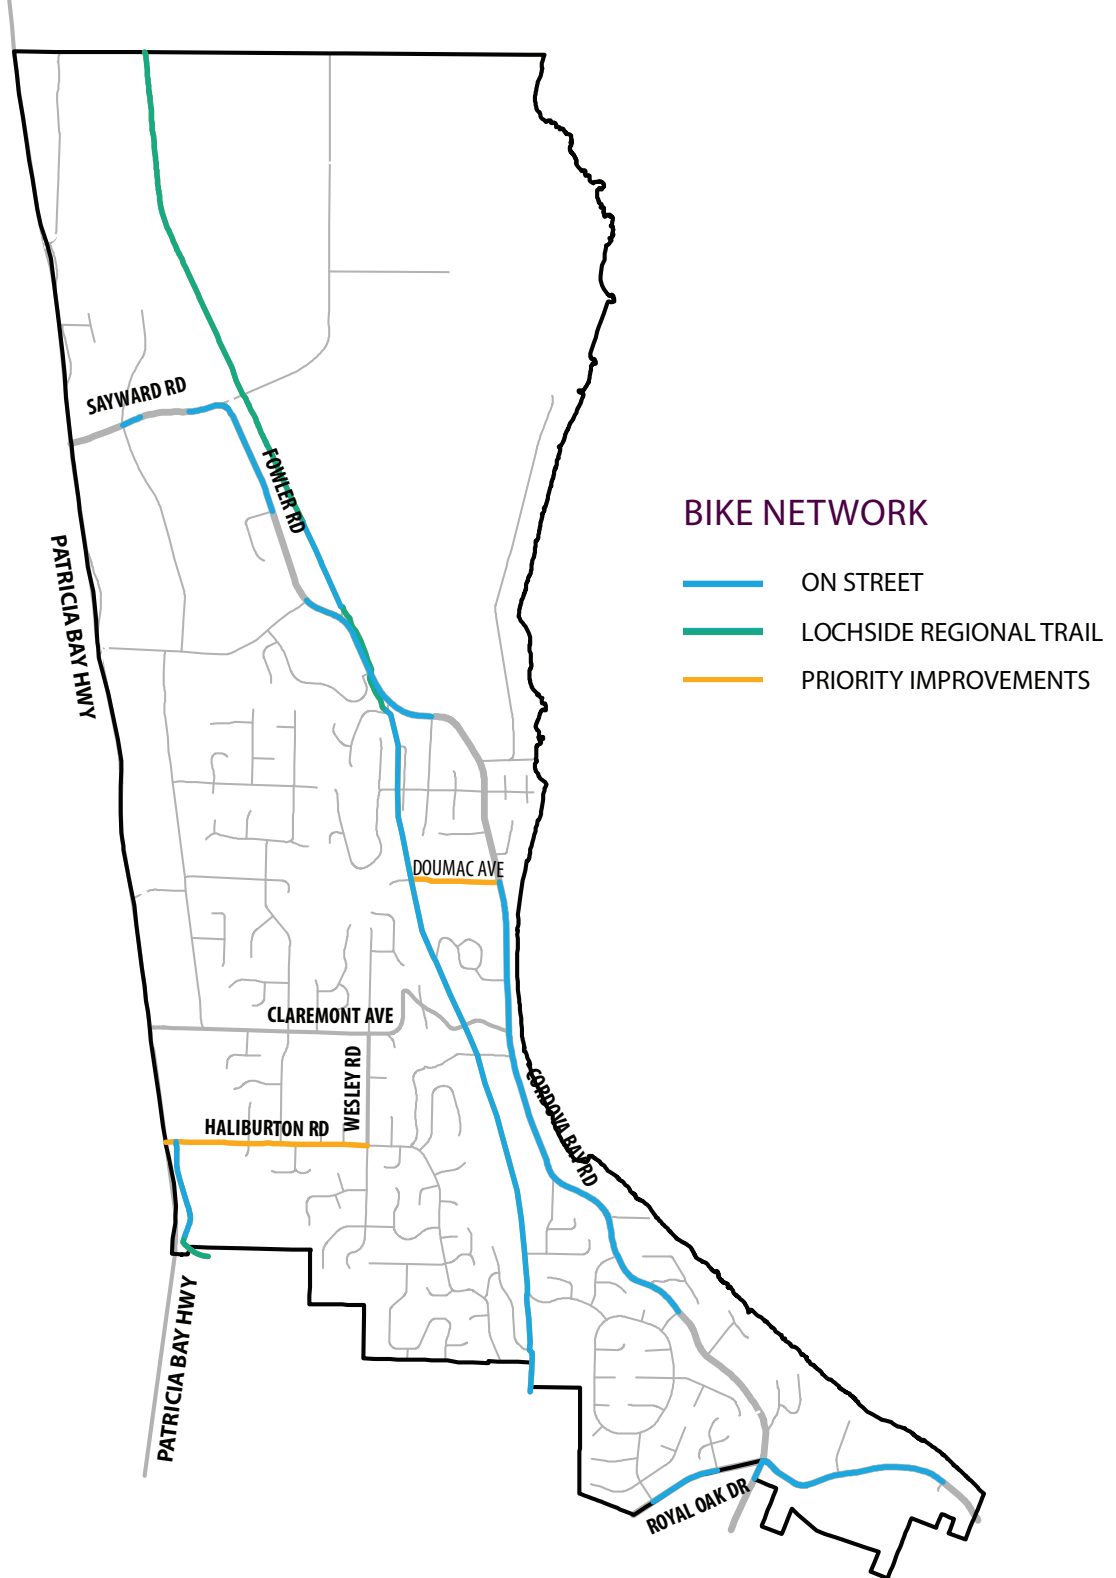 SAYWARD RD
FOWLER RD
BIKE NETWORK
ON STREET
LOCHSIDE REGIONAL TRAIL
PRIORITY IMPROVEMENTS
PATRICIA BAY HWY
DOUMAC AVE
CLAREMONT AVE
WESLEY RD
HALIBURTON RD
CORDOVA BAY RD
PATRICIA BAY HWY
ROYAL OAK DR